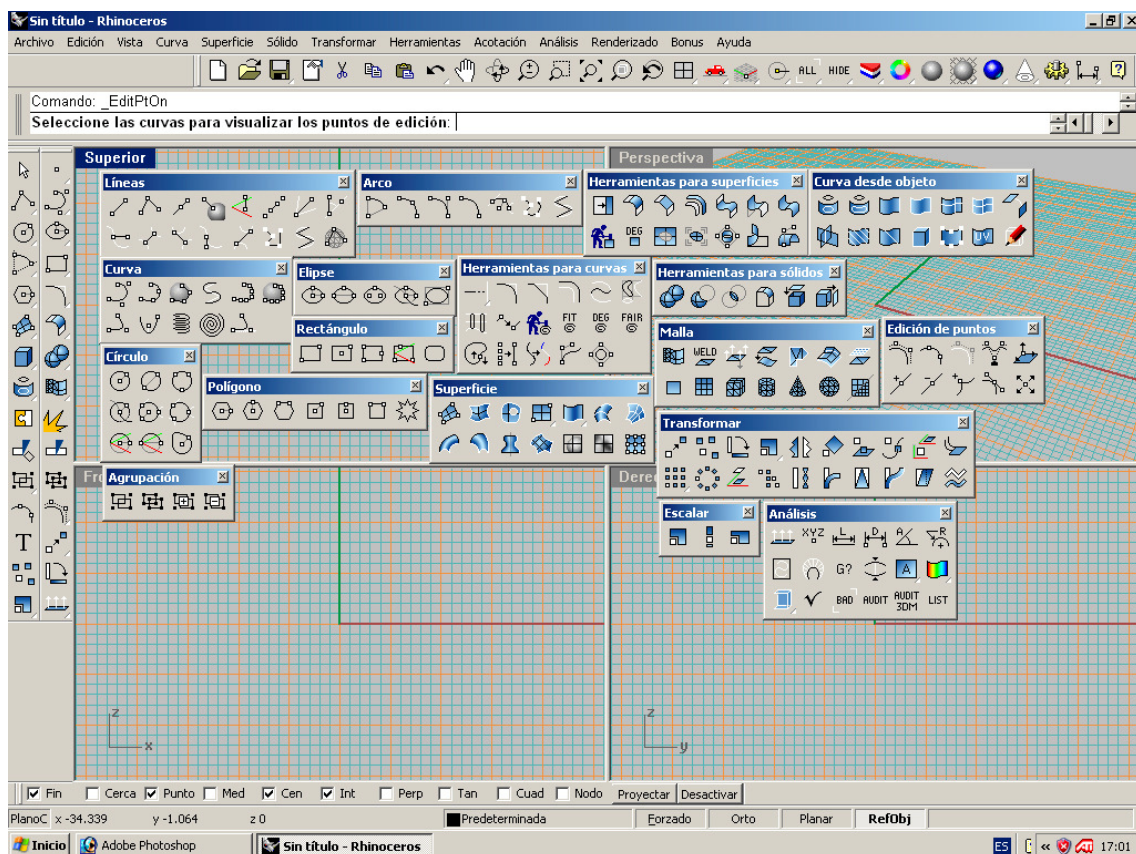 Sin título - Rhinoceros
Archivo Edición Vista Curva Superficie Sólido Transformar Herramientas Acotación Análisis Renderizado Bonus Ayuda
ALL HIDE
Comando: _EditPtOn
Seleccione las curvas para visualizar los puntos de edición:
Superior
Perspectiva
Líneas
Arco
Herramientas para superficies
Curva desde objeto
DEG
UV
Curva
Elipse
Herramientas para curvas
Herramientas para sólidos
FIT DEG FAIR
Rectángulo
Malla
Edición de puntos
WELD
Círculo
Polígono
Superficie
Transformar
Fro
Agrupación
Derec
Escalar
Análisis
XYZ L D A R
G? A
BAD AUDIT AUDIT 3DM LIST
T
z
x
z
y
Fin Cerca Punto Med Cen Int Perp Tan Cuad Nodo Proyectar Desactivar
PlanoC x -34.339 y -1.064 z 0 Predeterminada Forzado Orto Planar RefObj
Inicio Adobe Photoshop Sin título - Rhinoceros ES « 17:01